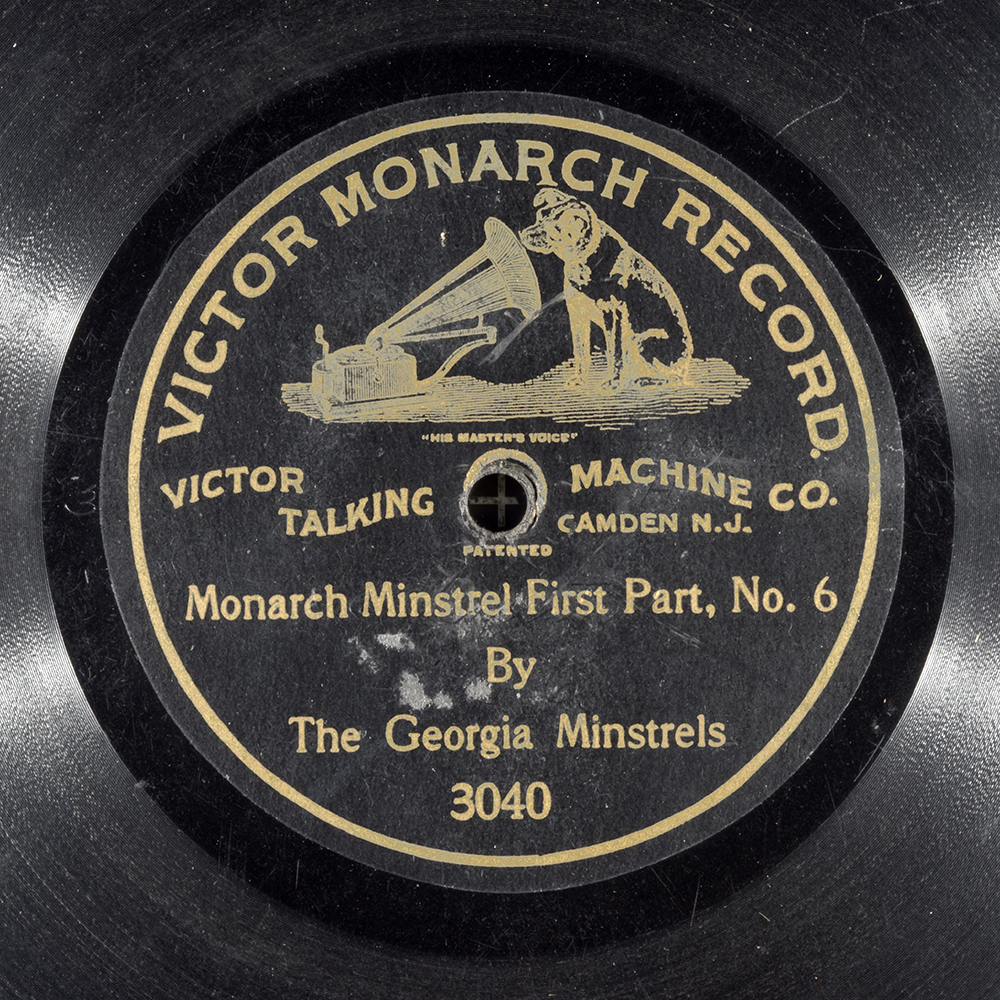 VICTOR MONARCH RECORD.
"HIS MASTER'S VOICE"
VICTOR TALKING MACHINE CO.
CAMDEN N.J.
PATENTED
Monarch Minstrel First Part, No. 6
By
The Georgia Minstrels
3040